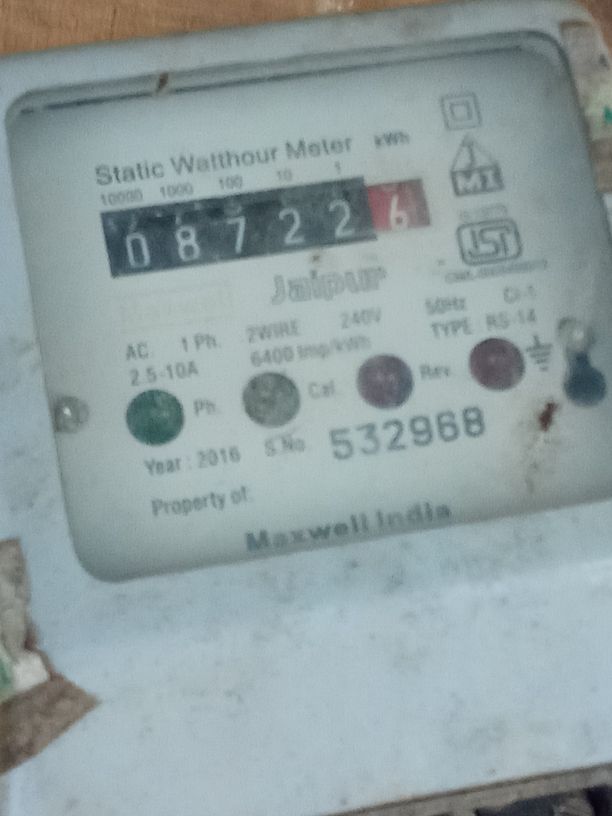 Static Watthour Meter kWh
10000 1000 100 10 1
0 8 7 2 2 6
MI
ISI
Jaipur
AC. 1 Ph. 2WIRE 240V 50Hz Cl-1
2.5-10A 6400 Imp/kWh TYPE : RS-14
Ph. Cal. Rev.
Year : 2016 S.No. 532968
Property of.
Maxwell India